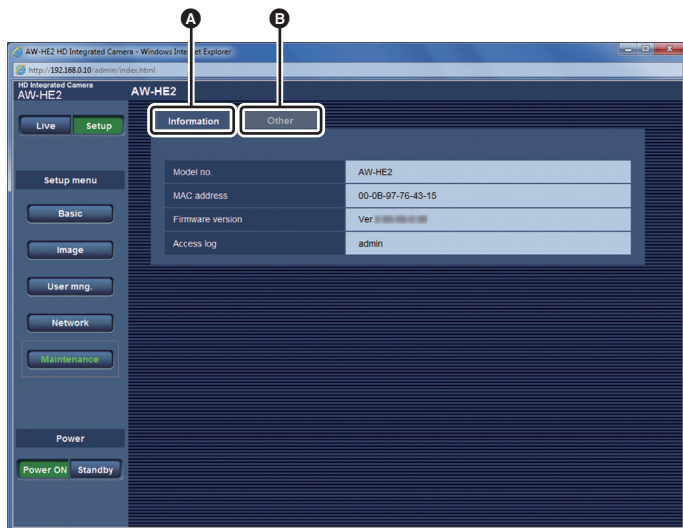 A B
AW-HE2 HD Integrated Camera - Windows Internet Explorer
http://192.168.0.10/admin/index.html
HD Integrated Camera
AW-HE2
AW-HE2
Live Setup
Information Other
Setup menu
Model no. AW-HE2
MAC address 00-0B-97-76-43-15
Firmware version Ver.
Access log admin
Basic
Image
User mng.
Network
Maintenance
Power
Power ON Standby